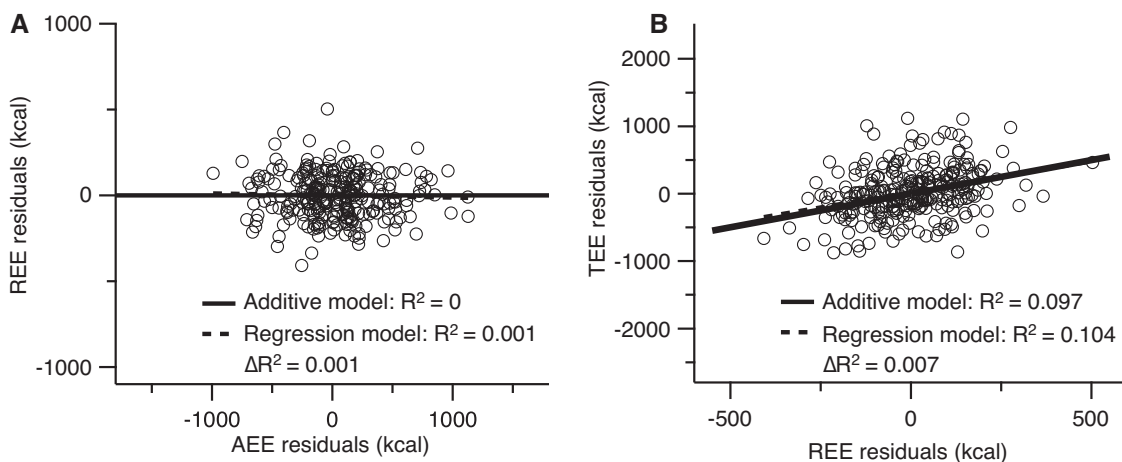 A
1000
0
-1000
REE residuals (kcal)
Additive model: R² = 0
Regression model: R² = 0.001
ΔR² = 0.001
-1000 0 1000
AEE residuals (kcal)
B
2000
1000
0
-1000
-2000
TEE residuals (kcal)
Additive model: R² = 0.097
Regression model: R² = 0.104
ΔR² = 0.007
-500 0 500
REE residuals (kcal)